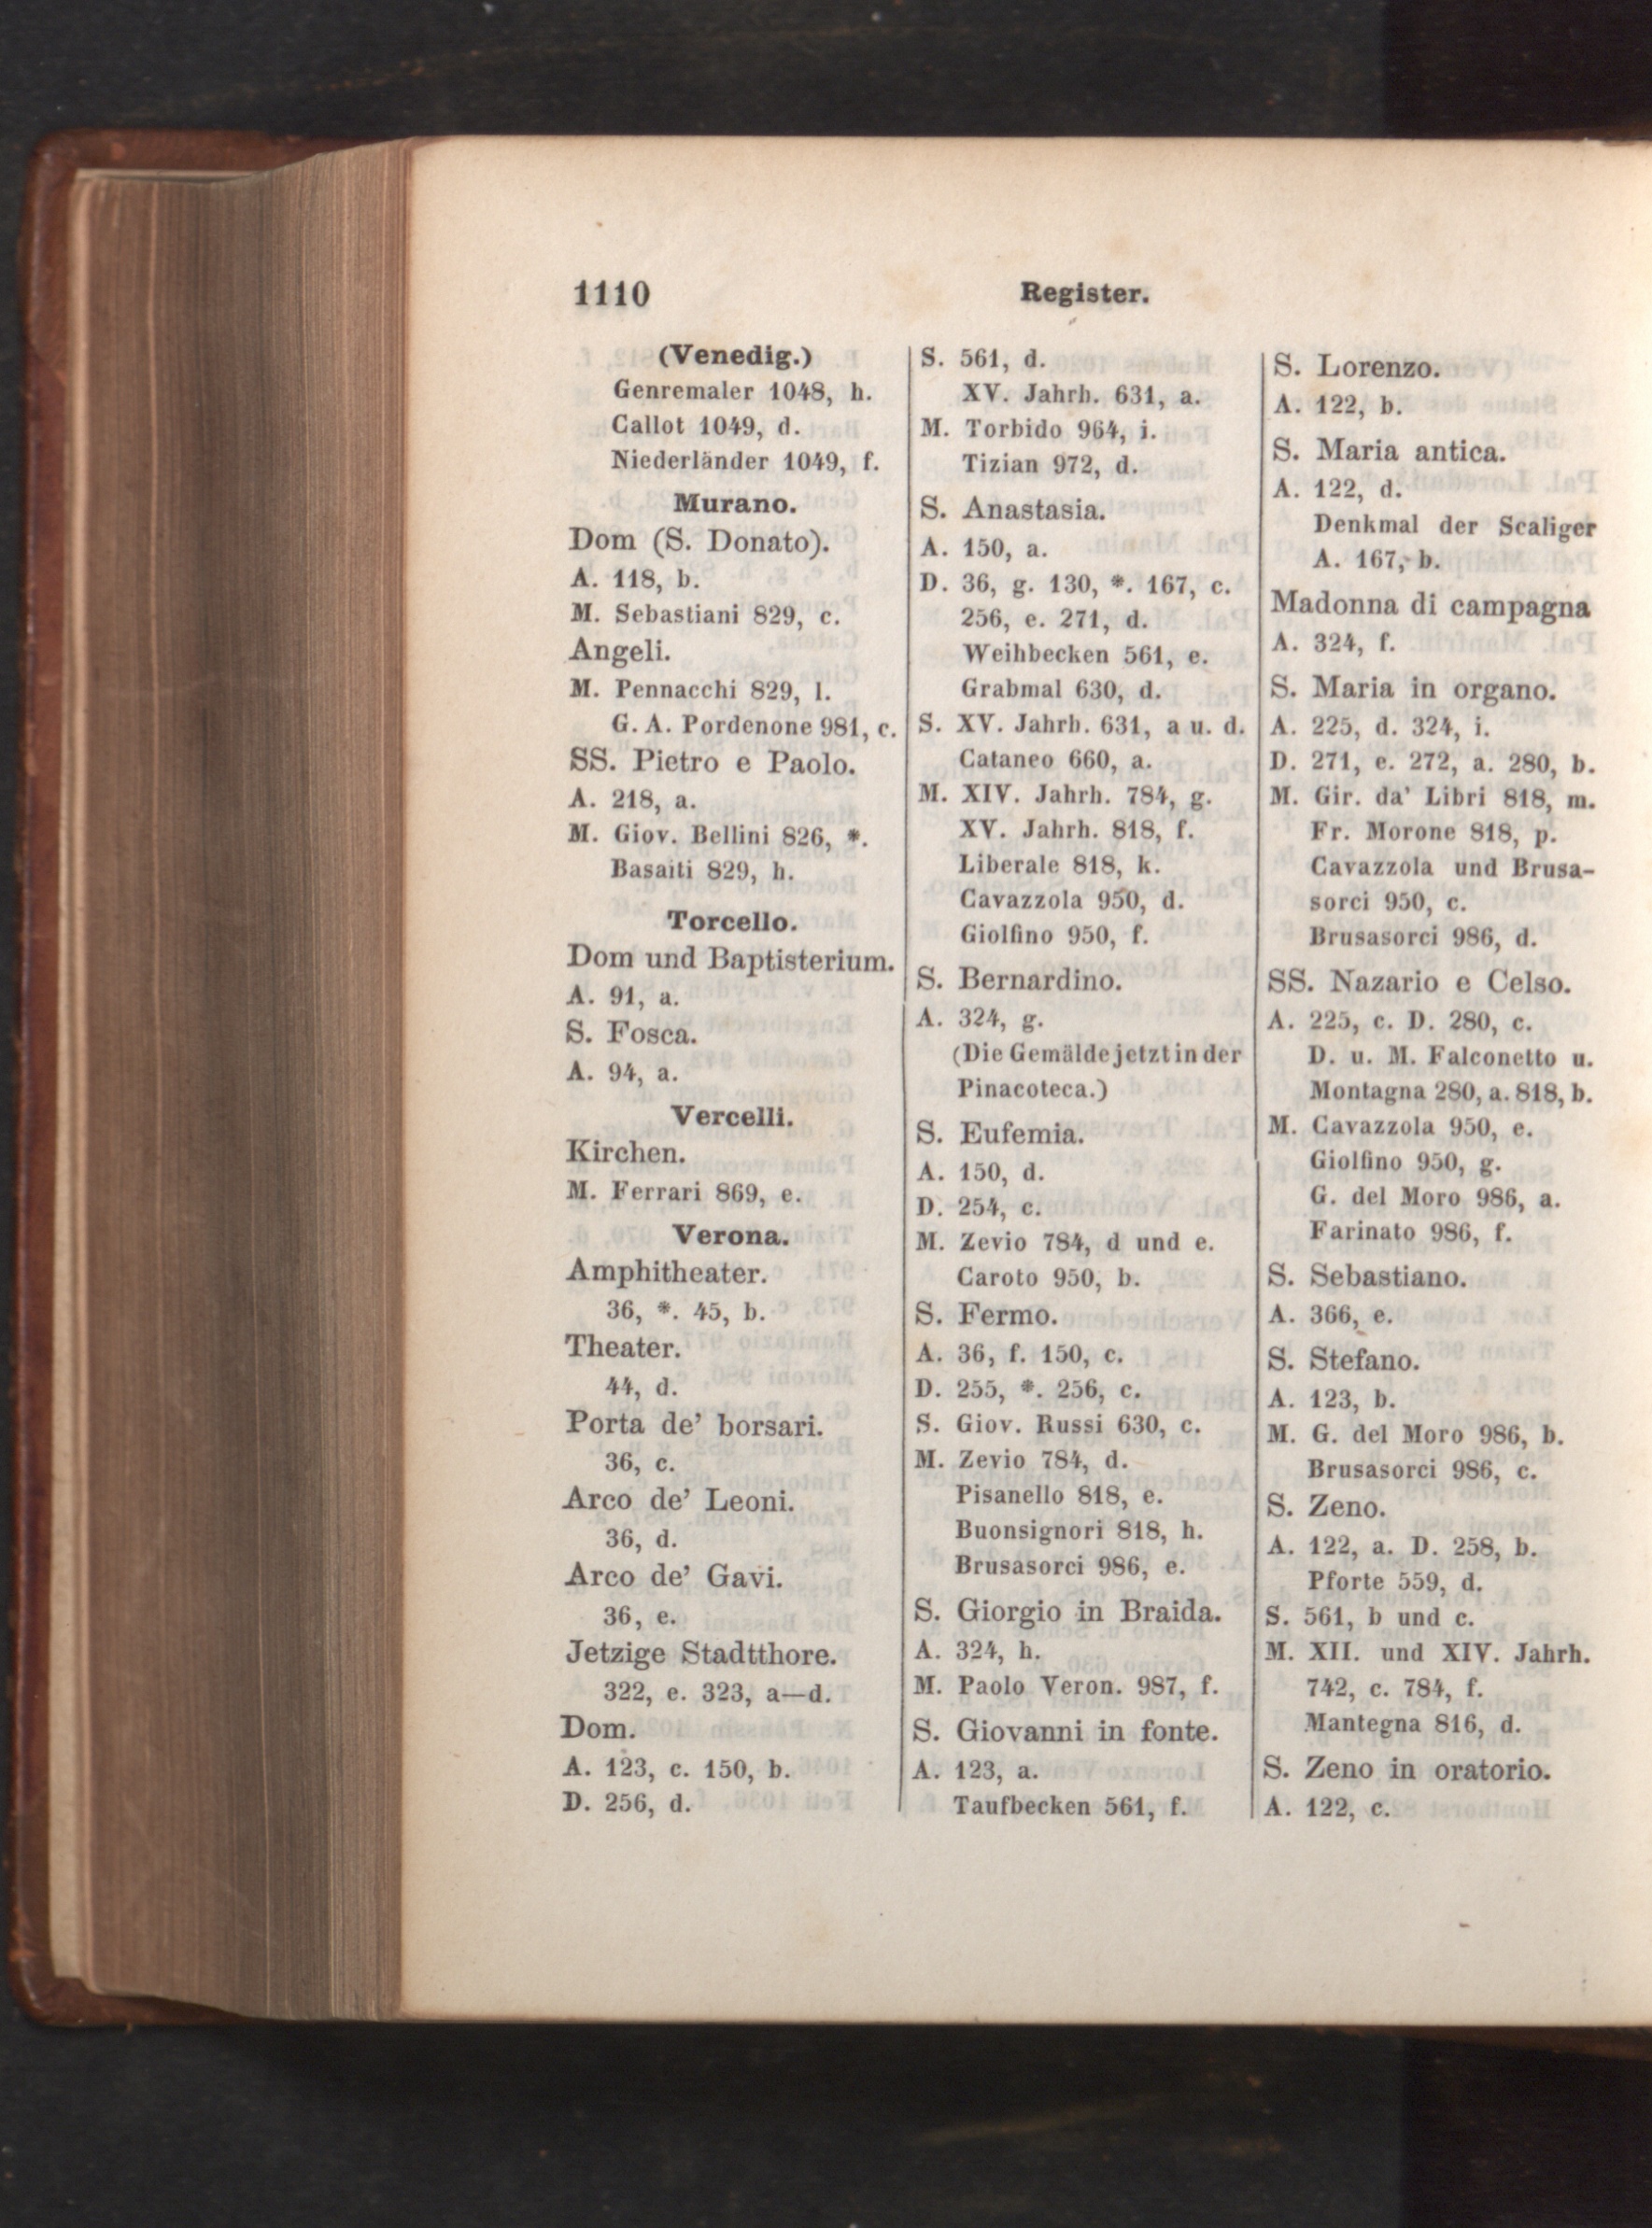 1110
Register.
(Venedig.)
Genremaler 1048, h.
Callot 1049, d.
Niederländer 1049, f.
Murano.
Dom (S. Donato).
A. 118, b.
M. Sebastiani 829, c.
Angeli.
M. Pennacchi 829, l.
G. A. Pordenone 981, c.
SS. Pietro e Paolo.
A. 218, a.
M. Giov. Bellini 826, *.
Basaiti 829, h.
Torcello.
Dom und Baptisterium.
A. 91, a.
S. Fosca.
A. 94, a.
Vercelli.
Kirchen.
M. Ferrari 869, e.
Verona.
Amphitheater.
36, *. 45, b.
Theater.
44, d.
Porta de' borsari.
36, c.
Arco de' Leoni.
36, d.
Arco de' Gavi.
36, e.
Jetzige Stadtthore.
322, e. 323, a—d.
Dom.
A. 123, c. 150, b.
D. 256, d.
S. 561, d.
XV. Jahrh. 631, a.
M. Torbido 964, i.
Tizian 972, d.
S. Anastasia.
A. 150, a.
D. 36, g. 130, *. 167, c.
256, e. 271, d.
Weihbecken 561, e.
Grabmal 630, d.
S. XV. Jahrh. 631, a u. d.
Cataneo 660, a.
M. XIV. Jahrh. 784, g.
XV. Jahrh. 818, f.
Liberale 818, k.
Cavazzola 950, d.
Giolfino 950, f.
S. Bernardino.
A. 324, g.
(Die Gemälde jetzt in der
Pinacoteca.)
S. Eufemia.
A. 150, d.
D. 254, c.
M. Zevio 784, d und e.
Caroto 950, b.
S. Fermo.
A. 36, f. 150, c.
D. 255, *. 256, c.
S. Giov. Russi 630, c.
M. Zevio 784, d.
Pisanello 818, e.
Buonsignori 818, h.
Brusasorci 986, e.
S. Giorgio in Braida.
A. 324, h.
M. Paolo Veron. 987, f.
S. Giovanni in fonte.
A. 123, a.
Taufbecken 561, f.
S. Lorenzo.
A. 122, b.
S. Maria antica.
A. 122, d.
Denkmal der Scaliger
A. 167, b.
Madonna di campagna
A. 324, f.
S. Maria in organo.
A. 225, d. 324, i.
D. 271, e. 272, a. 280, b.
M. Gir. da' Libri 818, m.
Fr. Morone 818, p.
Cavazzola und Brusa-
sorci 950, c.
Brusasorci 986, d.
SS. Nazario e Celso.
A. 225, c. D. 280, c.
D. u. M. Falconetto u.
Montagna 280, a. 818, b.
M. Cavazzola 950, e.
Giolfino 950, g.
G. del Moro 986, a.
Farinato 986, f.
S. Sebastiano.
A. 366, e.
S. Stefano.
A. 123, b.
M. G. del Moro 986, b.
Brusasorci 986, c.
S. Zeno.
A. 122, a. D. 258, b.
Pforte 559, d.
S. 561, b und c.
M. XII. und XIV. Jahrh.
742, c. 784, f.
Mantegna 816, d.
S. Zeno in oratorio.
A. 122, c.